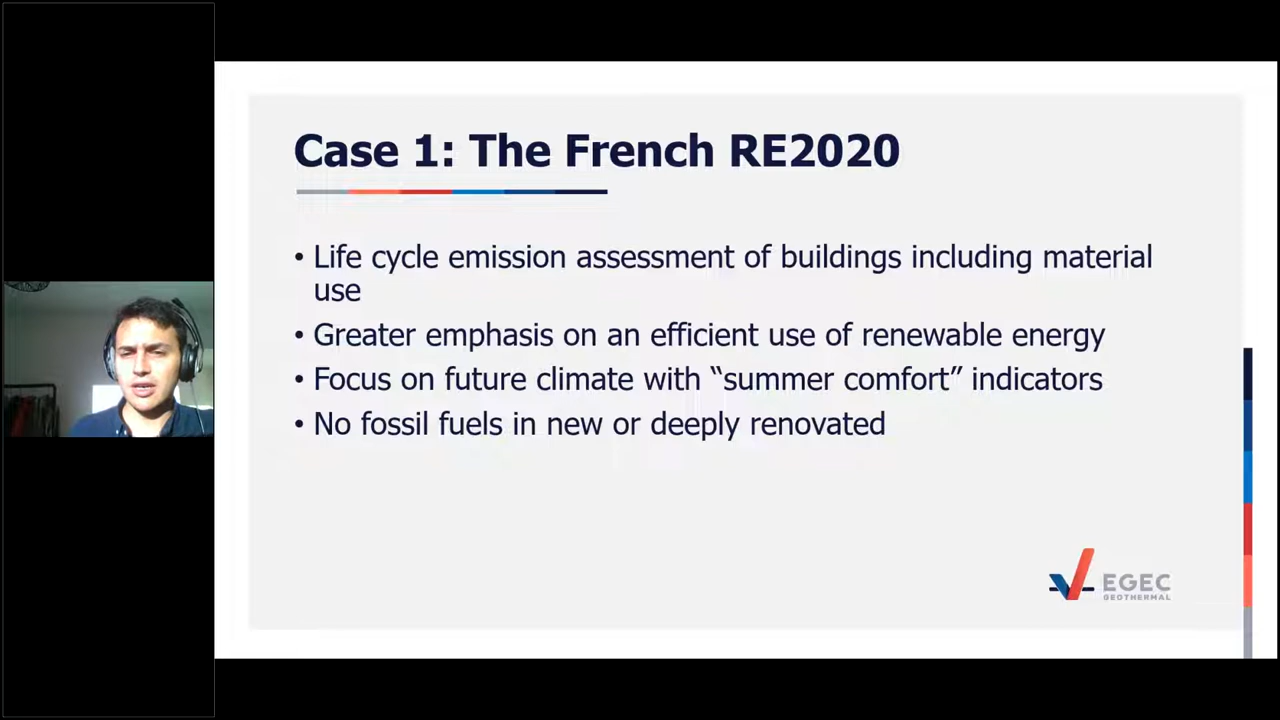 Case 1: The French RE2020
• Life cycle emission assessment of buildings including material
use
• Greater emphasis on an efficient use of renewable energy
• Focus on future climate with “summer comfort” indicators
• No fossil fuels in new or deeply renovated
EGEC
GEOTHERMAL